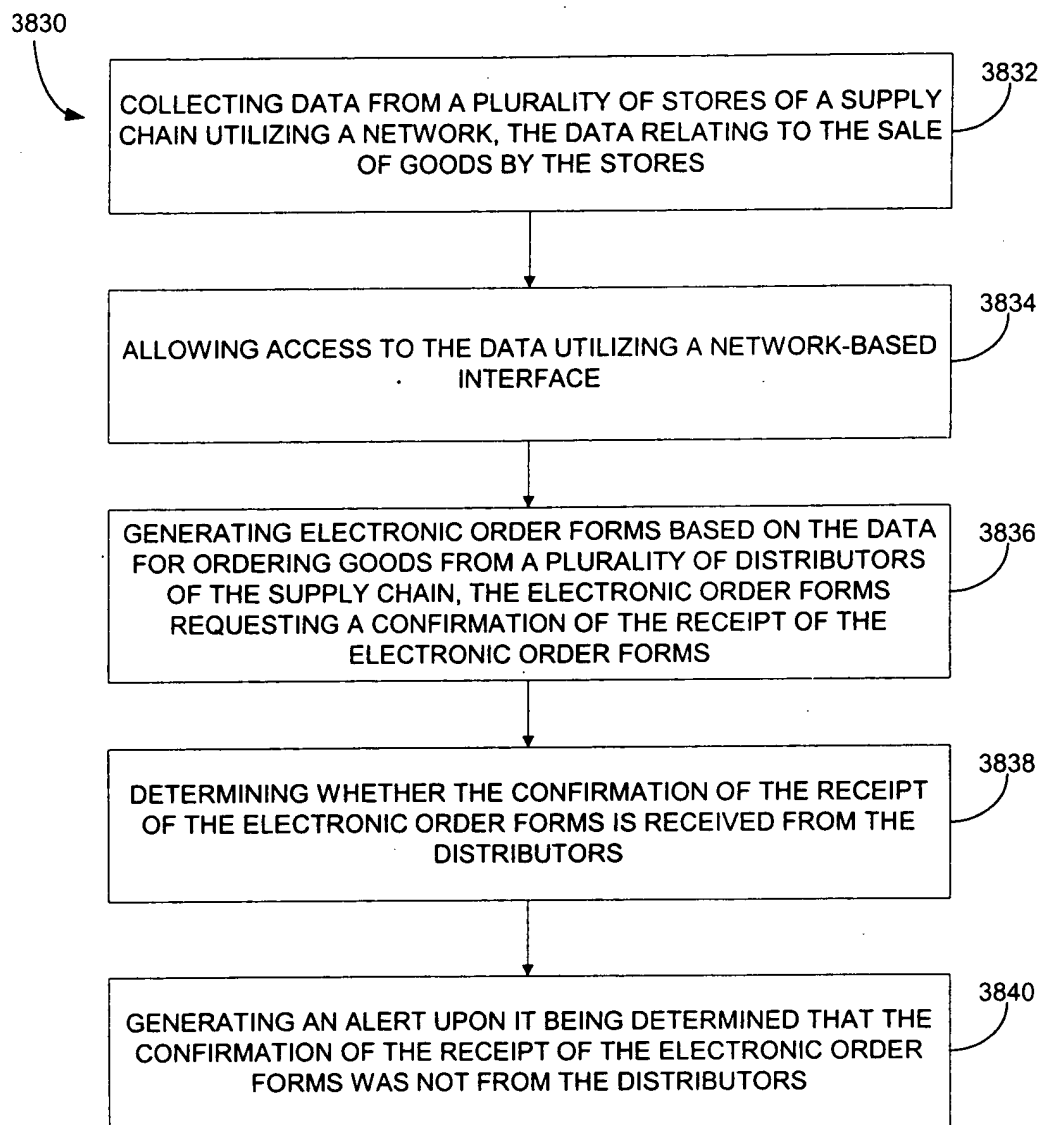 3830
3832
COLLECTING DATA FROM A PLURALITY OF STORES OF A SUPPLY
CHAIN UTILIZING A NETWORK, THE DATA RELATING TO THE SALE
OF GOODS BY THE STORES
3834
ALLOWING ACCESS TO THE DATA UTILIZING A NETWORK-BASED
INTERFACE
3836
GENERATING ELECTRONIC ORDER FORMS BASED ON THE DATA
FOR ORDERING GOODS FROM A PLURALITY OF DISTRIBUTORS
OF THE SUPPLY CHAIN, THE ELECTRONIC ORDER FORMS
REQUESTING A CONFIRMATION OF THE RECEIPT OF THE
ELECTRONIC ORDER FORMS
3838
DETERMINING WHETHER THE CONFIRMATION OF THE RECEIPT
OF THE ELECTRONIC ORDER FORMS IS RECEIVED FROM THE
DISTRIBUTORS
3840
GENERATING AN ALERT UPON IT BEING DETERMINED THAT THE
CONFIRMATION OF THE RECEIPT OF THE ELECTRONIC ORDER
FORMS WAS NOT FROM THE DISTRIBUTORS